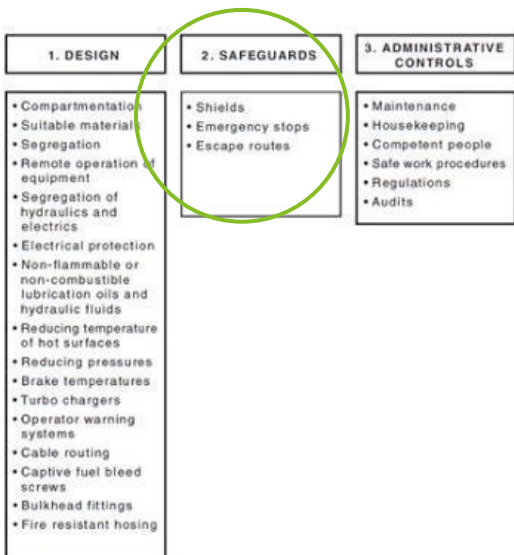 1. DESIGN
• Compartmentation
• Suitable materials
• Segregation
• Remote operation of
equipment
• Segregation of
hydraulics and
electrics
• Electrical protection
• Non-flammable or
non-combustible
lubrication oils and
hydraulic fluids
• Reducing temperature
of hot surfaces
• Reducing pressures
• Brake temperatures
• Turbo chargers
• Operator warning
systems
• Cable routing
• Captive fuel bleed
screws
• Bulkhead fittings
• Fire resistant hosing
2. SAFEGUARDS
• Shields
• Emergency stops
• Escape routes
3. ADMINISTRATIVE
CONTROLS
• Maintenance
• Housekeeping
• Competent people
• Safe work procedures
• Regulations
• Audits